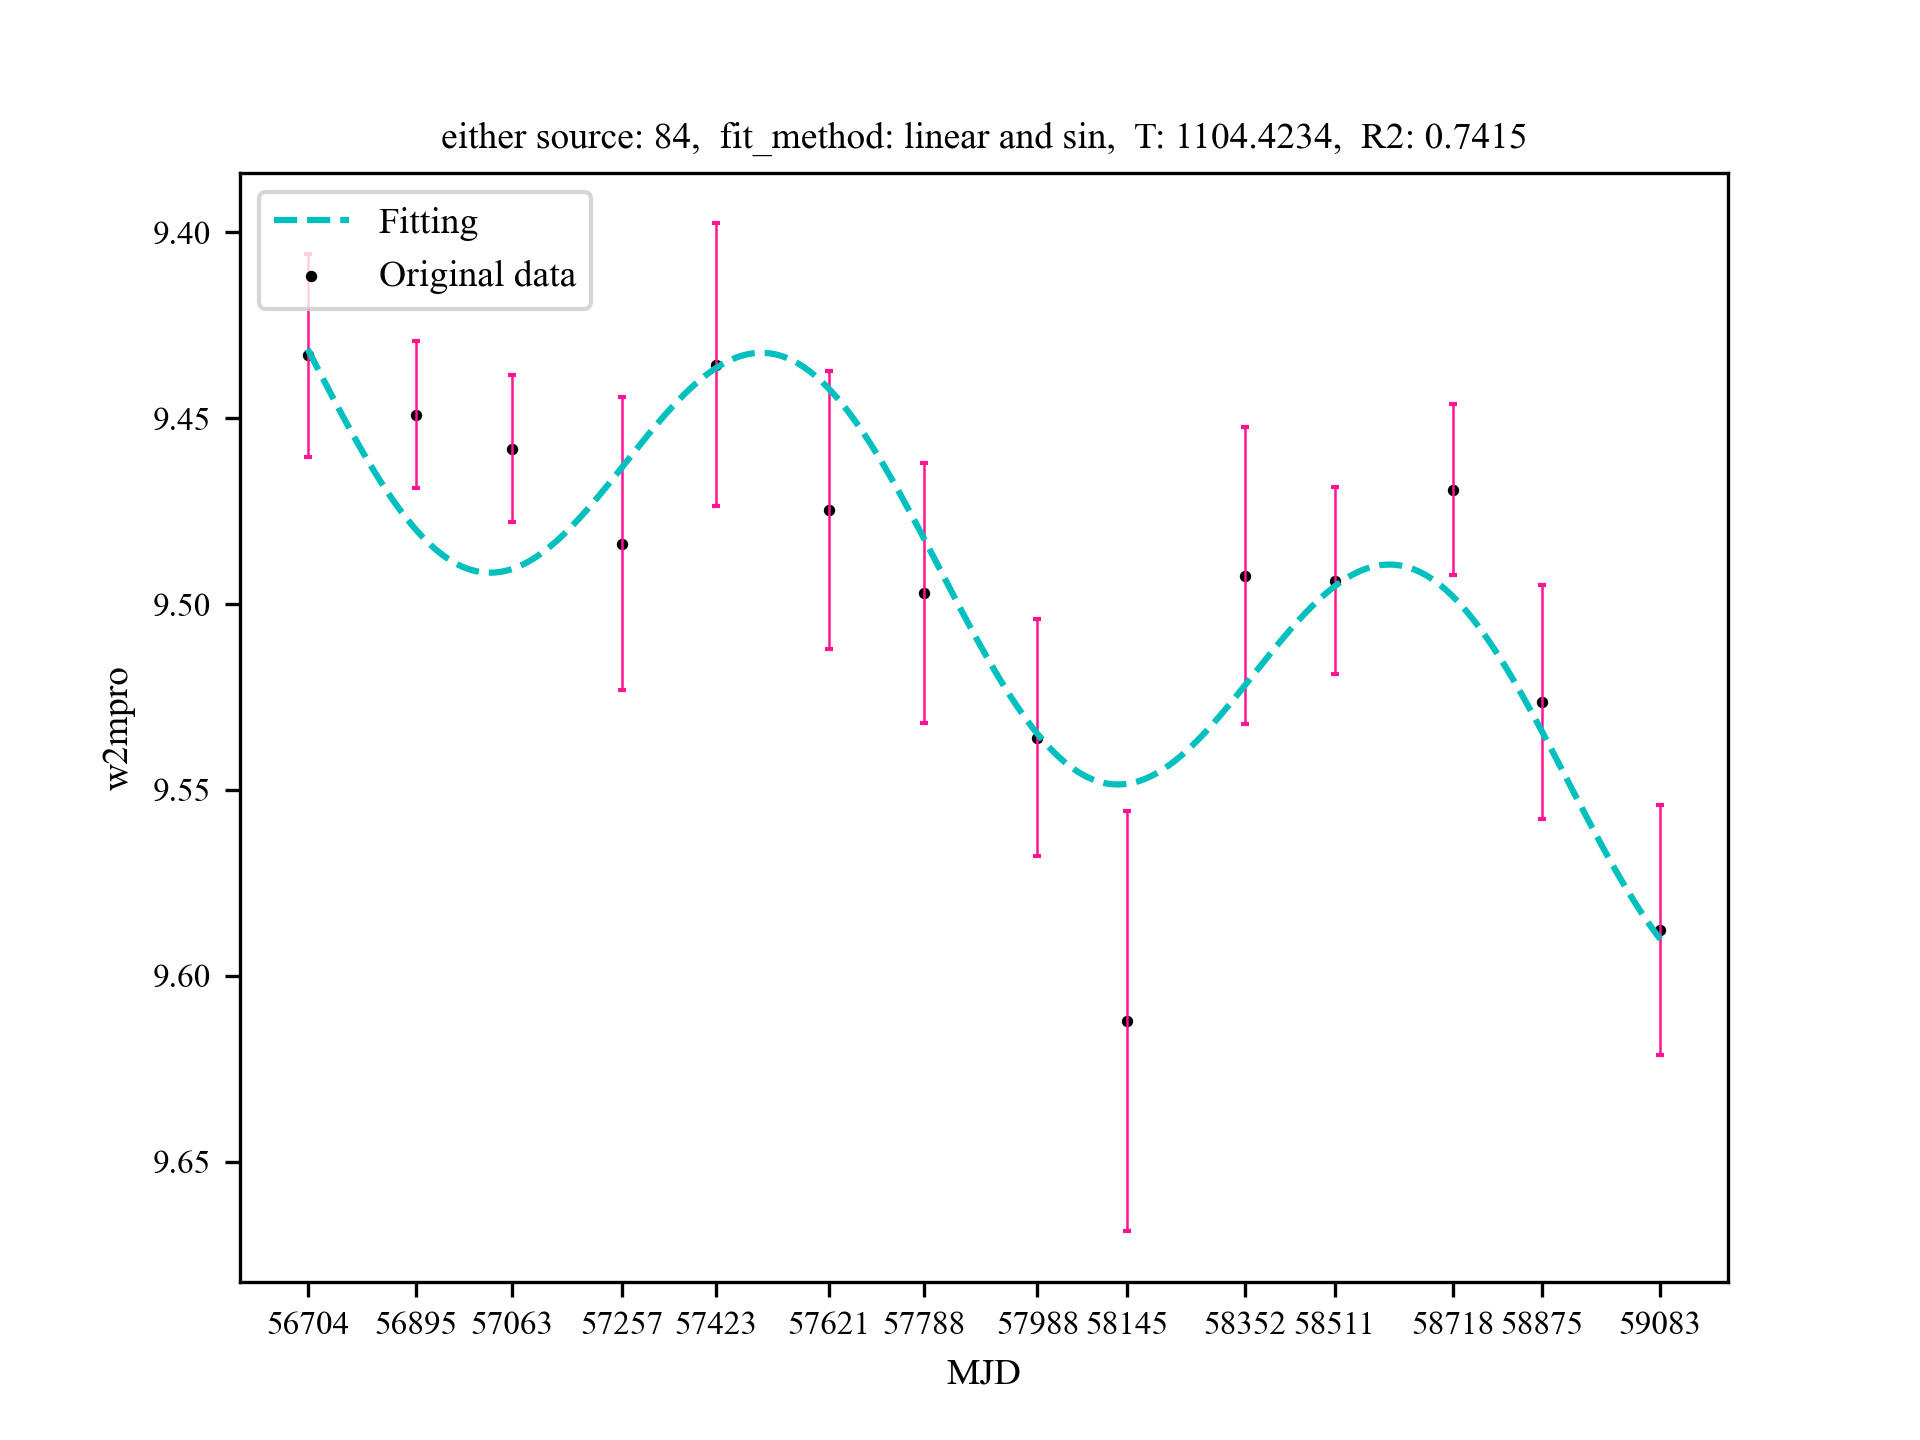 either source: 84,  fit_method: linear and sin,  T: 1104.4234,  R2: 0.7415
Fitting
Original data
9.40
9.45
9.50
9.55
9.60
9.65
w2mpro
56704 56895 57063 57257 57423 57621 57788 57988 58145 58352 58511 58718 58875 59083
MJD